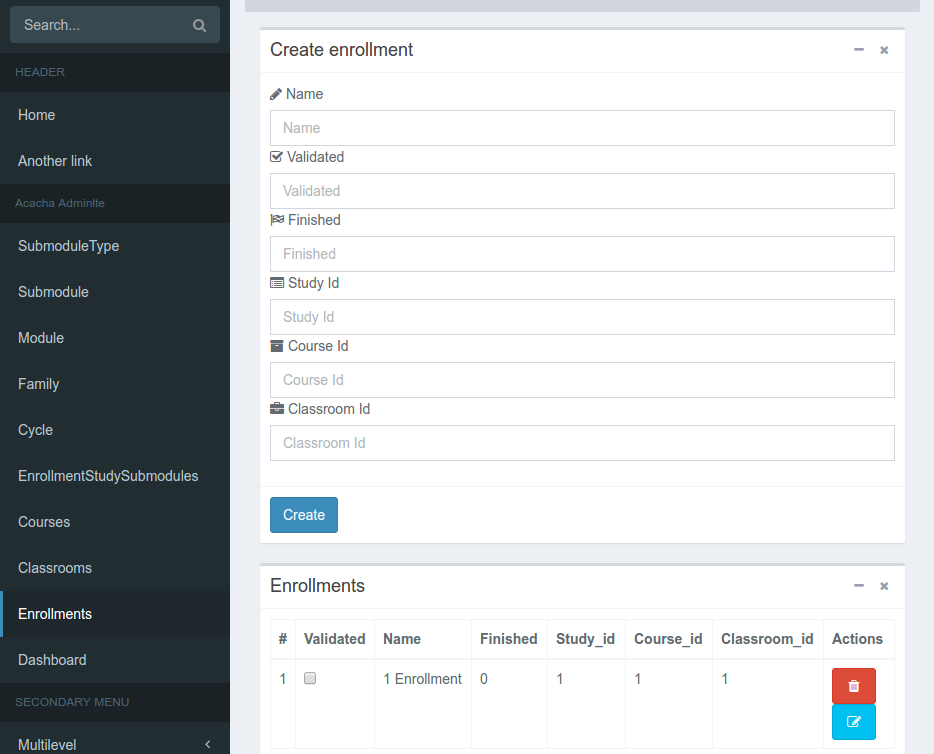 Search...
HEADER
Home
Another link
Acacha Adminlte
SubmoduleType
Submodule
Module
Family
Cycle
EnrollmentStudySubmodules
Courses
Classrooms
Enrollments
Dashboard
SECONDARY MENU
Multilevel
Create enrollment
Name
Name
Validated
Validated
Finished
Finished
Study Id
Study Id
Course Id
Course Id
Classroom Id
Classroom Id
Create
Enrollments
# Validated Name Finished Study_id Course_id Classroom_id Actions
1 1 Enrollment 0 1 1 1